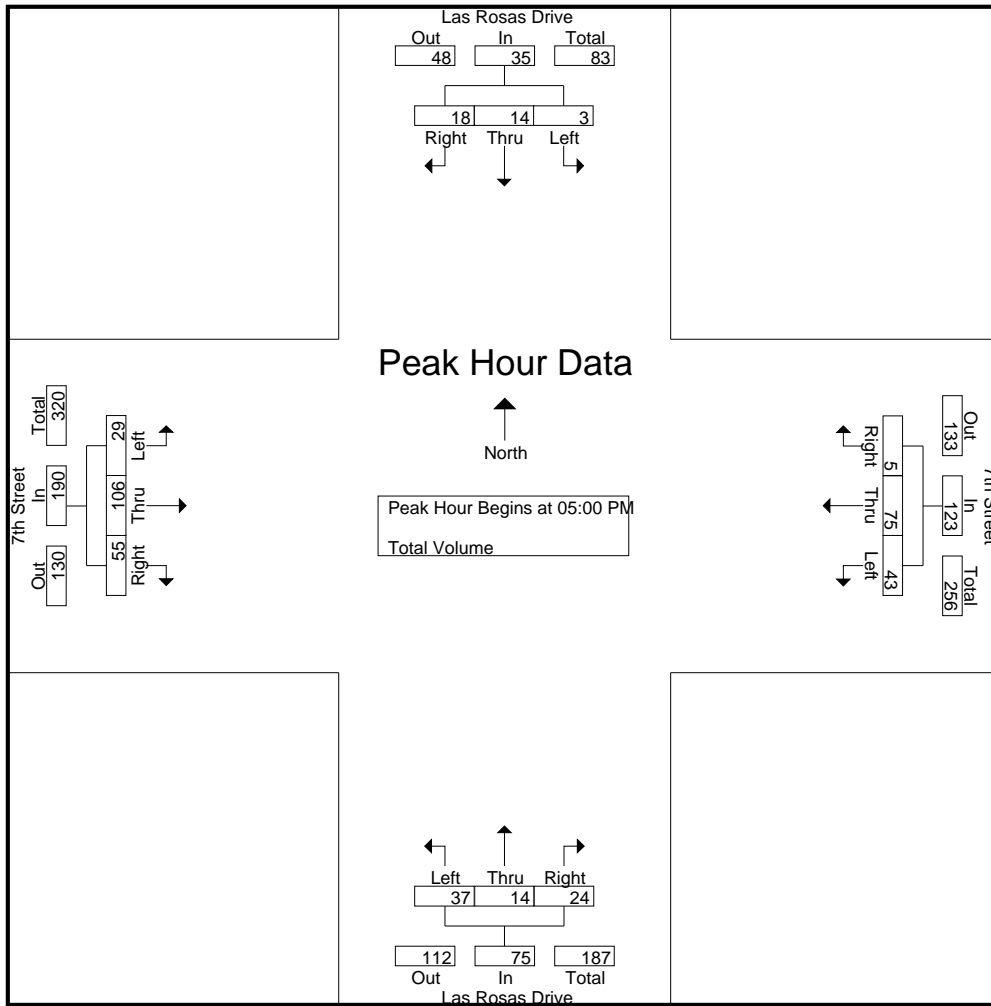 Las Rosas Drive
Out In Total
48 35 83
18 14 3
Right Thru Left
Peak Hour Data
North
Peak Hour Begins at 05:00 PM
Total Volume
7th Street
Out In Total
130 190 320
55 106 29
Right Thru Left
7th Street
Out In Total
133 123 256
5 75 43
Right Thru Left
Left Thru Right
37 14 24
112 75 187
Out In Total
Las Rosas Drive